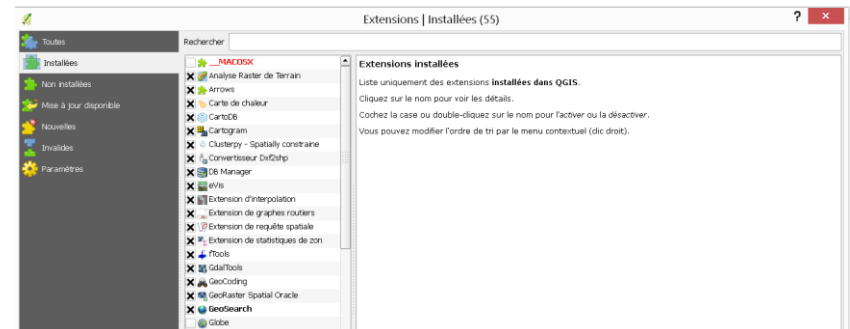 Extensions | Installées (55)
?
×
Toutes
Installées
Non installées
Mise à jour disponible
Nouvelles
Invalides
Paramètres
Rechercher
__MACOSX
Analyse Raster de Terrain
Arrows
Carte de chaleur
CartoDB
Cartogram
Clusterpy - Spatially constraine
Convertisseur Dxf2shp
DB Manager
eVis
Extension d'interpolation
Extension de graphes routiers
Extension de requête spatiale
Extension de statistiques de zon
fTools
GdalTools
GeoCoding
GeoRaster Spatial Oracle
GeoSearch
Globe
Extensions installées
Liste uniquement des extensions installées dans QGIS.
Cliquez sur le nom pour voir les détails.
Cochez la case ou double-cliquez sur le nom pour l'activer ou la désactiver.
Vous pouvez modifier l'ordre de tri par le menu contextuel (clic droit).